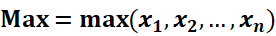 Max = max(x₁, x₂, …, xₙ)